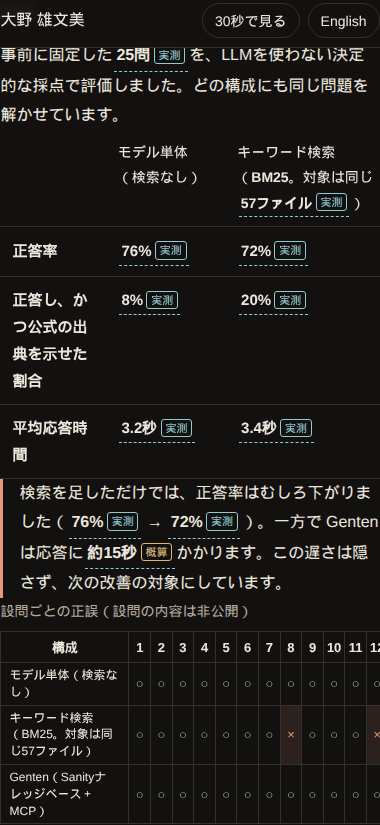 大野 雄文美
30秒で見る
English
事前に固定した 25問 実測 を、LLMを使わない決定
的な採点で評価しました。どの構成にも同じ問題を
解かせています。
モデル単体
（検索なし）
キーワード検索
（BM25。対象は同じ
57ファイル 実測 ）
正答率 76% 実測 72% 実測
正答し、か
つ公式の出
典を示せた
割合
8% 実測 20% 実測
平均応答時
間
3.2秒 実測 3.4秒 実測
検索を足しただけでは、正答率はむしろ下がりま
した（ 76% 実測 → 72% 実測 ）。一方で Genten
は応答に 約15秒 概算 かかります。この遅さは隠
さず、次の改善の対象にしています。
設問ごとの正誤（設問の内容は非公開）
構成 1 2 3 4 5 6 7 8 9 10 11 12
モデル単体（検索な
し） ○ ○ ○ ○ ○ ○ ○ ○ ○ ○ ○ ○
キーワード検索
（BM25。対象は同
じ57ファイル） ○ ○ ○ ○ ○ ○ ○ × ○ ○ ○ ×
Genten（Sanityナ
レッジベース +
MCP） ○ ○ ○ ○ ○ ○ ○ ○ ○ ○ ○ ○